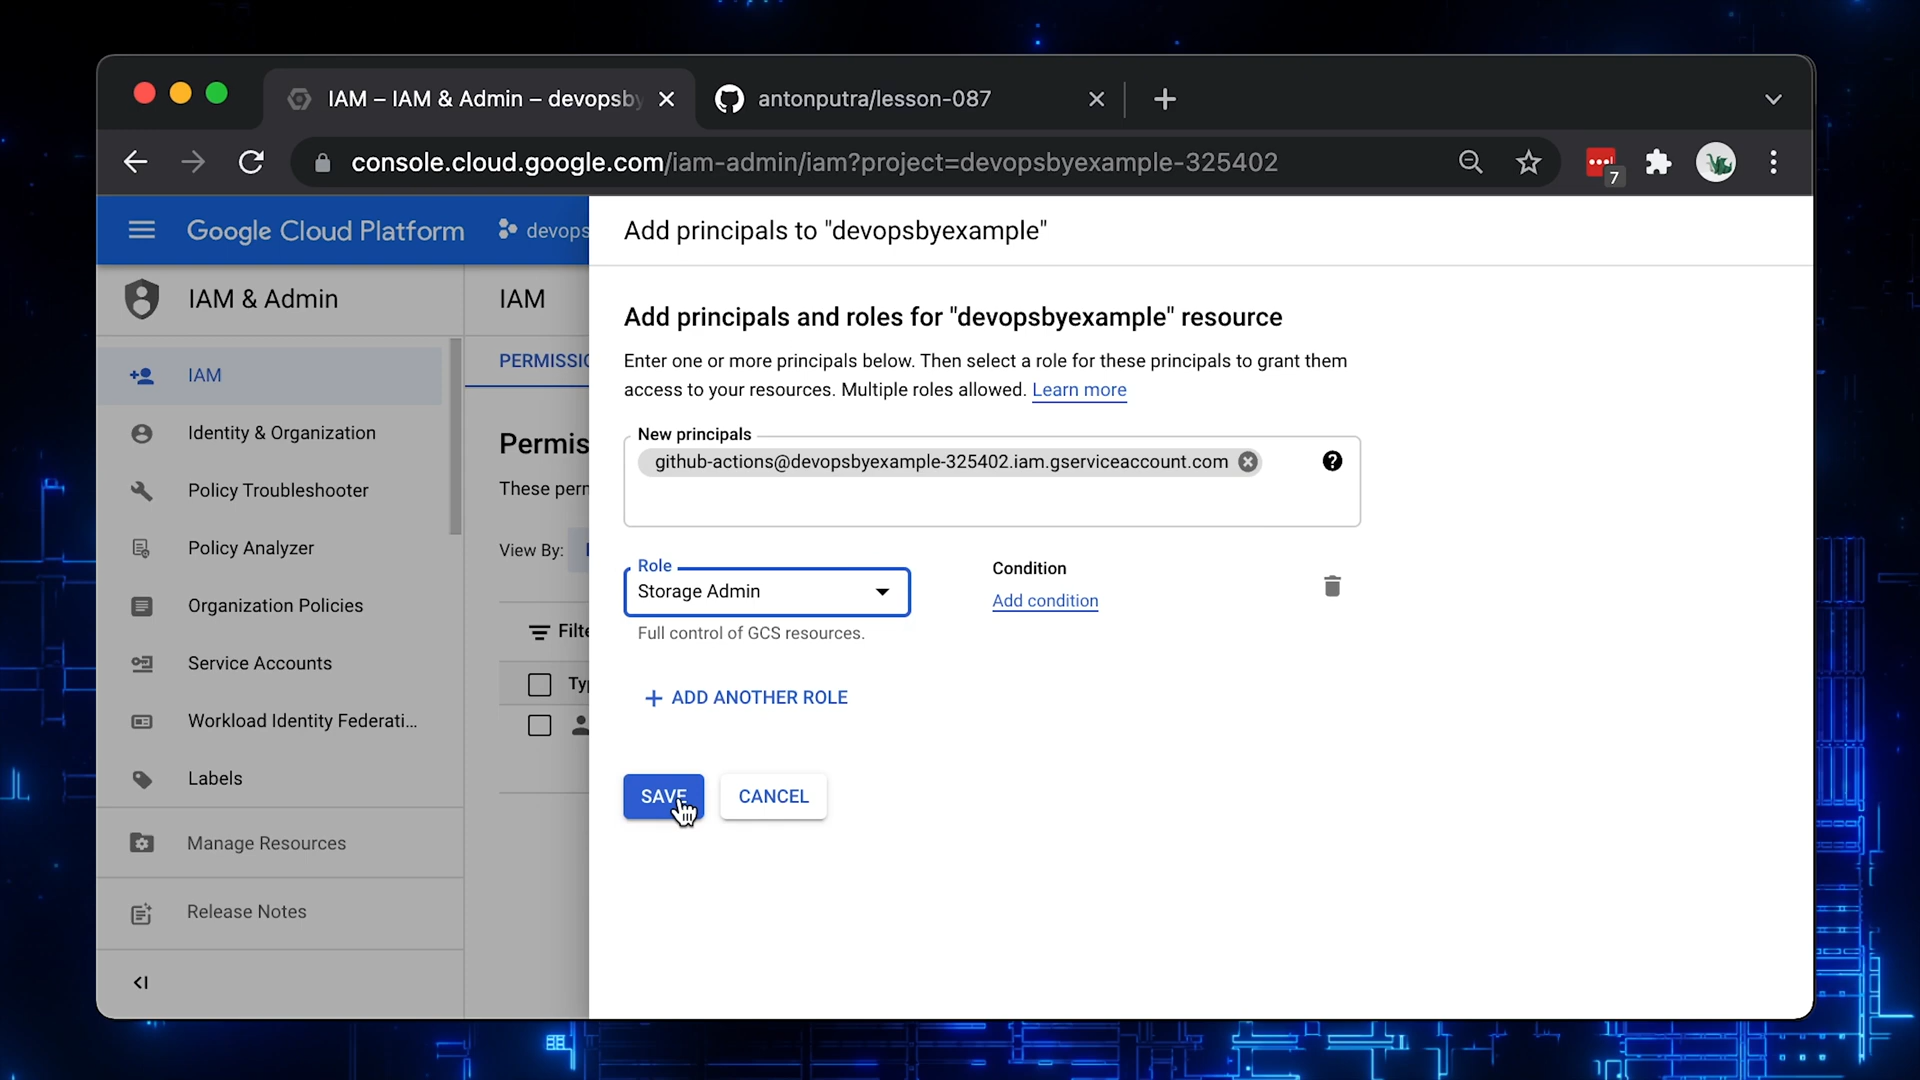 IAM – IAM & Admin – devopsby
antonputra/lesson-087
console.cloud.google.com/iam-admin/iam?project=devopsbyexample-325402
7
Google Cloud Platform
devops
Add principals to "devopsbyexample"
IAM & Admin
IAM
IAM
Identity & Organization
Policy Troubleshooter
Policy Analyzer
Organization Policies
Service Accounts
Workload Identity Federati...
Labels
Manage Resources
Release Notes
PERMISSIO
Permis
These perm
View By:
Filte
Ty
Add principals and roles for "devopsbyexample" resource
Enter one or more principals below. Then select a role for these principals to grant them
access to your resources. Multiple roles allowed. Learn more
New principals
github-actions@devopsbyexample-325402.iam.gserviceaccount.com
Role
Storage Admin
Full control of GCS resources.
Condition
Add condition
ADD ANOTHER ROLE
SAVE
CANCEL